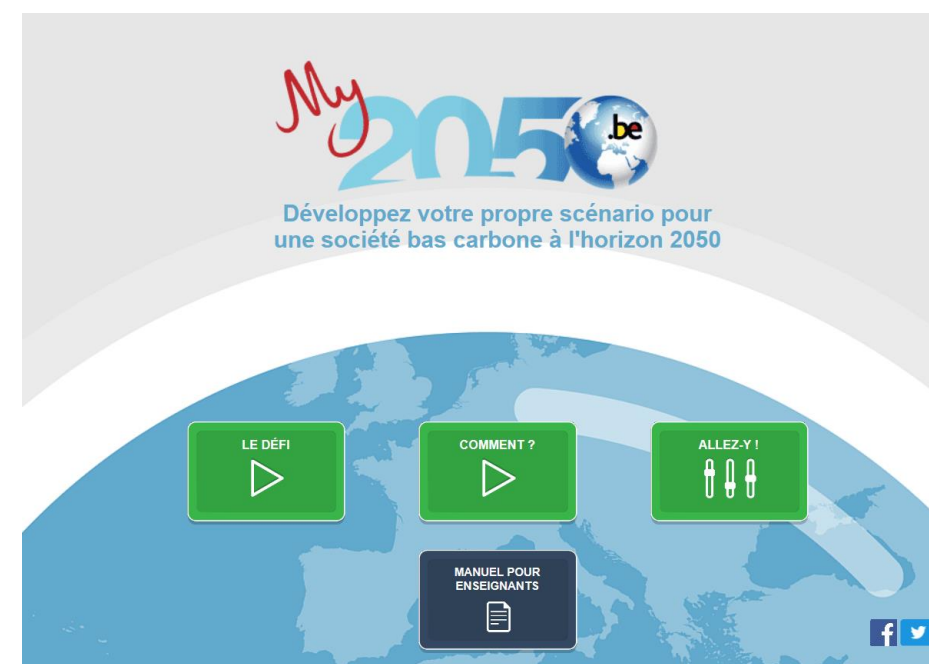 My
2050
.be
Développez votre propre scénario pour
une société bas carbone à l'horizon 2050
LE DÉFI
COMMENT ?
ALLEZ-Y !
MANUEL POUR
ENSEIGNANTS